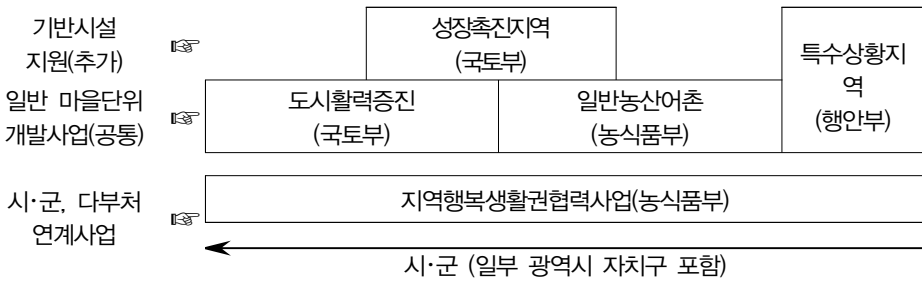 기반시설
지원(추가)
☞
성장촉진지역
(국토부)
특수상황지
역
(행안부)
일반 마을단위
개발사업(공통)
☞
도시활력증진
(국토부)
일반농산어촌
(농식품부)
시·군, 다부처
연계사업
☞
지역행복생활권협력사업(농식품부)
시·군 (일부 광역시 자치구 포함)